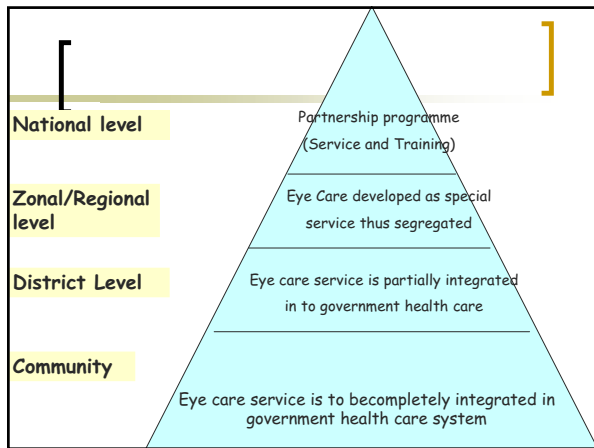 National level
Partnership programme
(Service and Training)
Zonal/Regional
level
Eye Care developed as special
service thus segregated
District Level
Eye care service is partially integrated
in to government health care
Community
Eye care service is to becompletely integrated in
government health care system